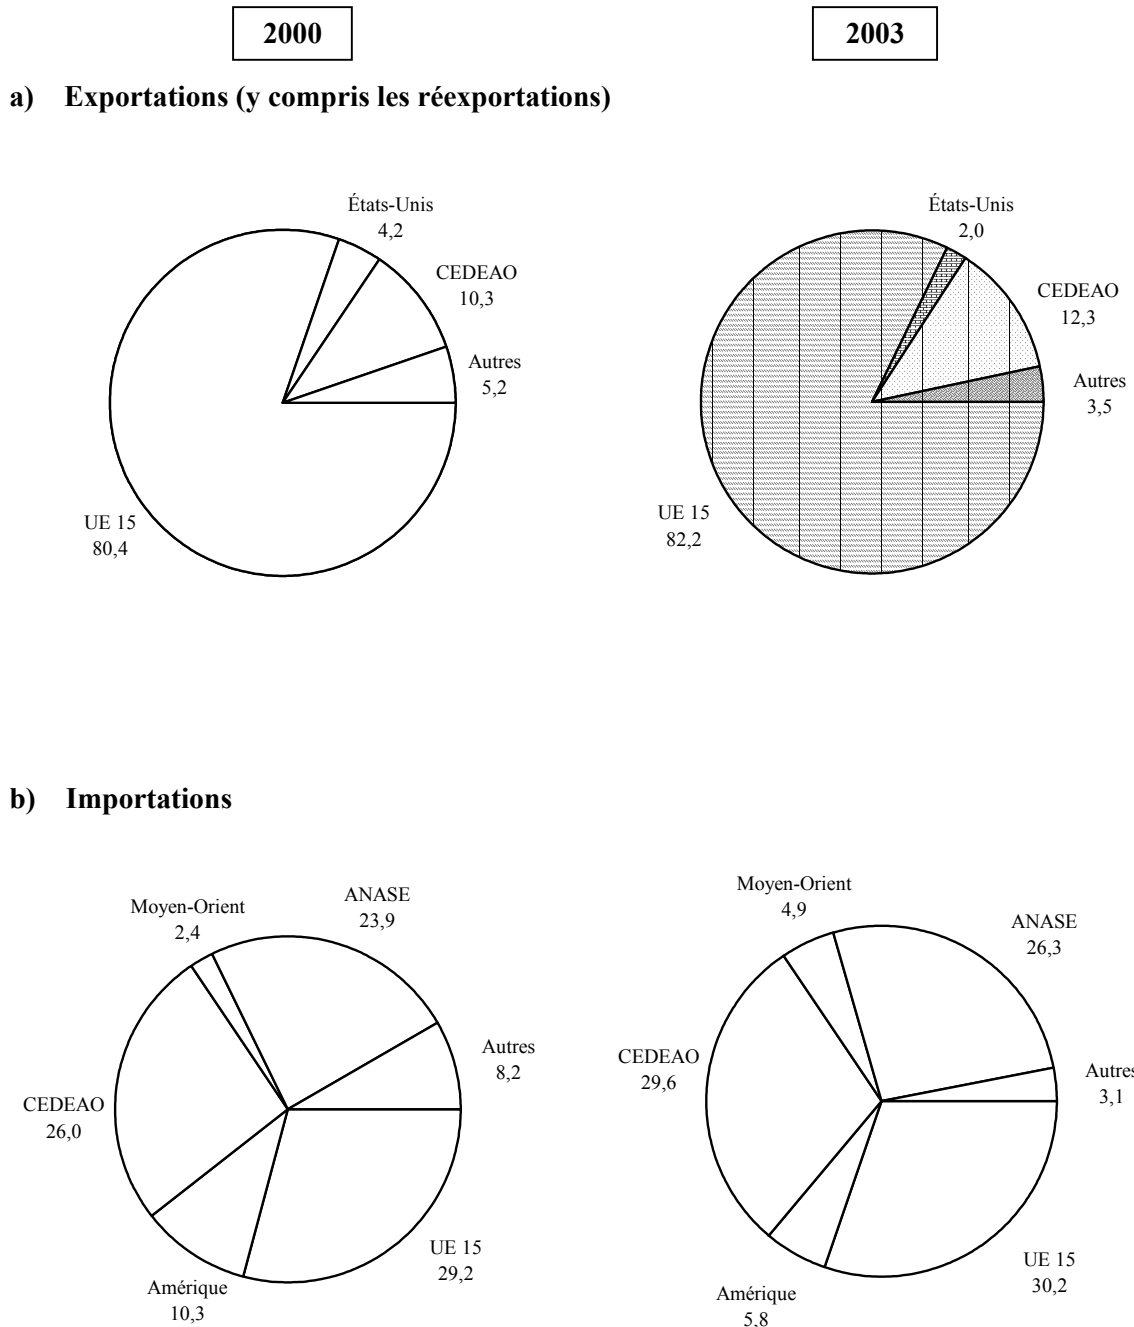 2000
2003
a) Exportations (y compris les réexportations)
États-Unis
4,2
CEDEAO
10,3
Autres
5,2
UE 15
80,4
États-Unis
2,0
CEDEAO
12,3
Autres
3,5
UE 15
82,2
b) Importations
Moyen-Orient
2,4
ANASE
23,9
Autres
8,2
CEDEAO
26,0
UE 15
29,2
Amérique
10,3
Moyen-Orient
4,9
ANASE
26,3
CEDEAO
29,6
Autres
3,1
UE 15
30,2
Amérique
5,8